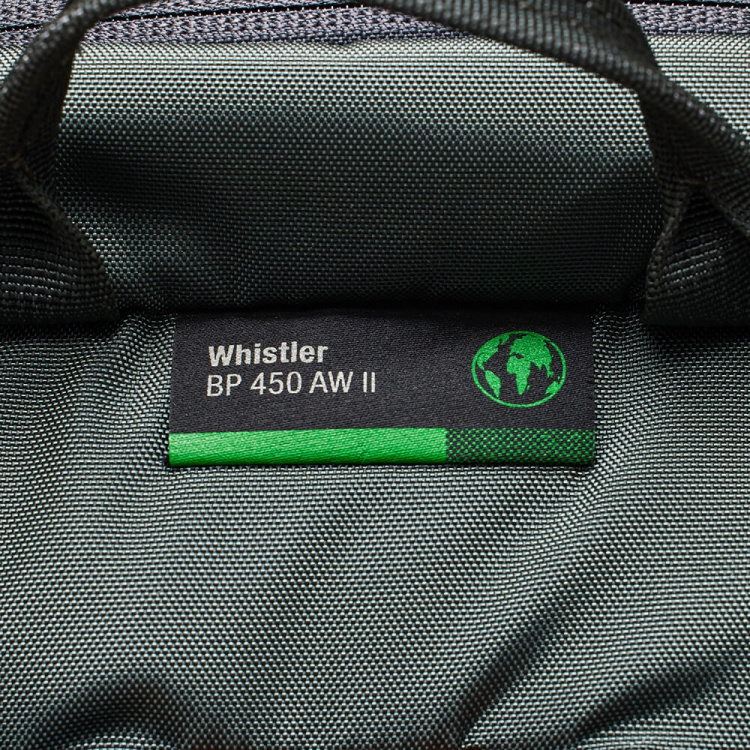 Whistler
BP 450 AW II